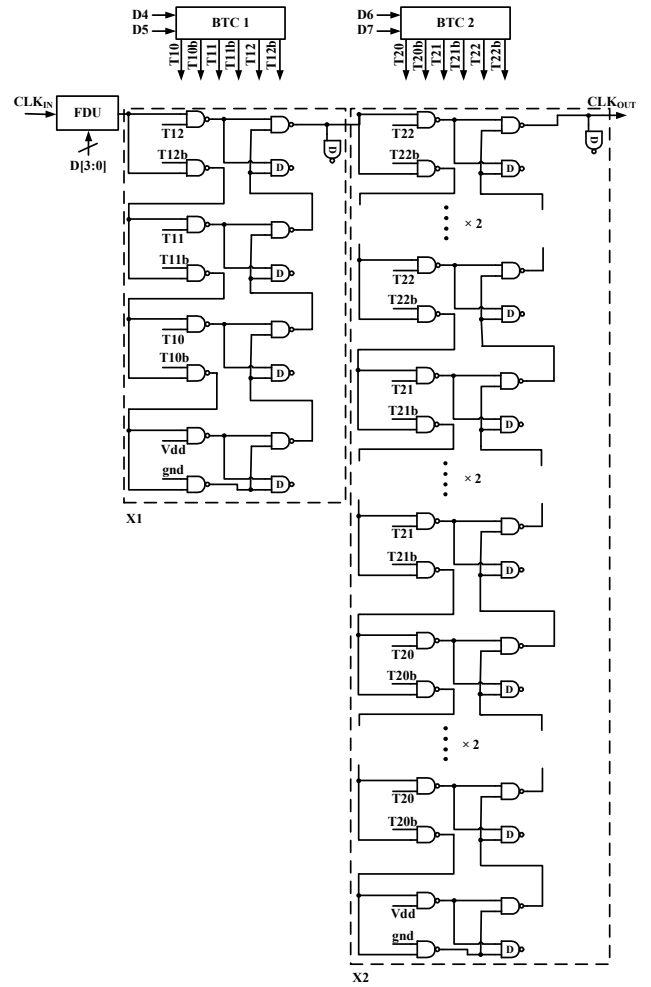 D4
D5
BTC 1
T10
T10b
T11
T11b
T12
T12b
D6
D7
BTC 2
T20
T20b
T21
T21b
T22
T22b
CLKIN
FDU
D[3:0]
CLKOUT
T12
T12b
D
D
T11
T11b
D
T10
T10b
D
Vdd
gnd
D
X1
T22
T22b
D
D
× 2
T22
T22b
D
T21
T21b
D
× 2
T21
T21b
D
T20
T20b
D
× 2
T20
T20b
D
Vdd
gnd
D
X2